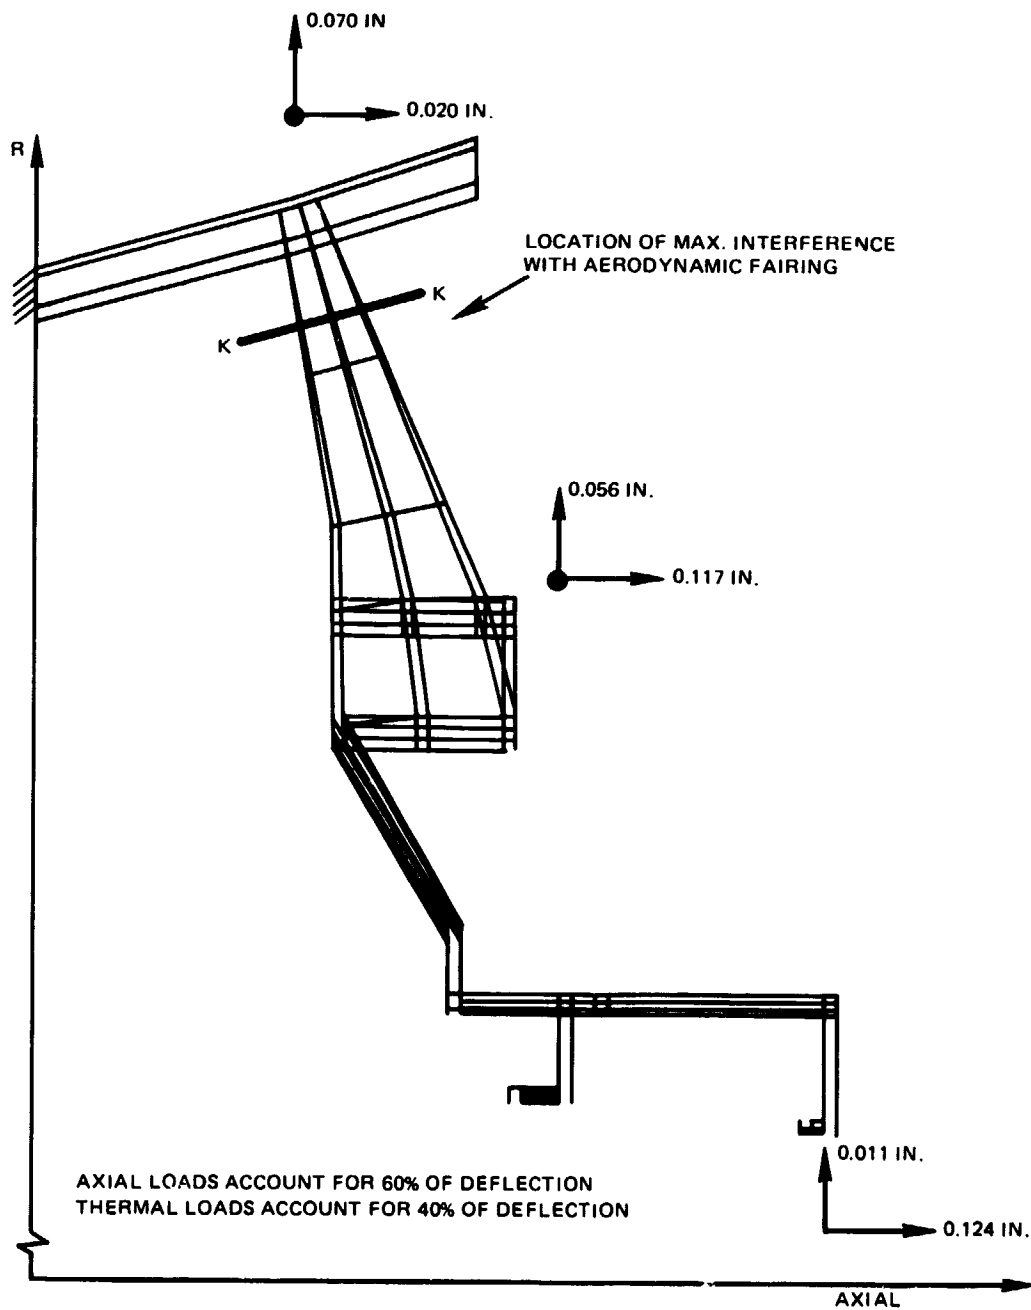 0.070 IN
0.020 IN.
R
LOCATION OF MAX. INTERFERENCE
WITH AERODYNAMIC FAIRING
K
K
0.056 IN.
0.117 IN.
0.011 IN.
AXIAL LOADS ACCOUNT FOR 60% OF DEFLECTION
THERMAL LOADS ACCOUNT FOR 40% OF DEFLECTION
0.124 IN.
AXIAL